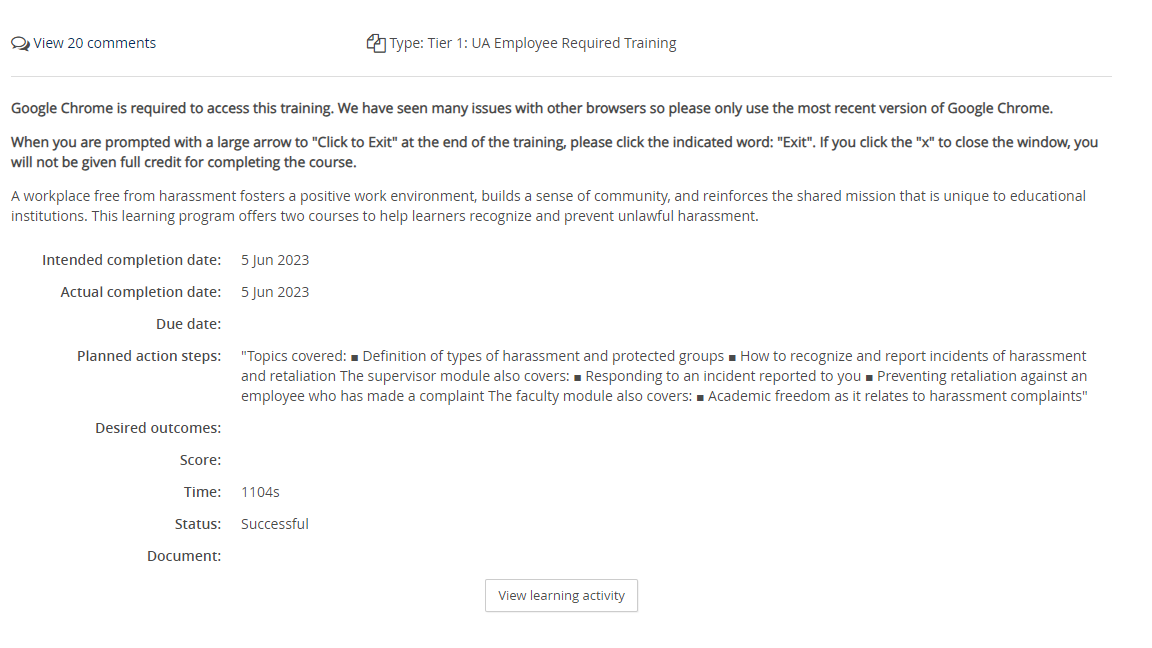 View 20 comments
Type: Tier 1: UA Employee Required Training
Google Chrome is required to access this training. We have seen many issues with other browsers so please only use the most recent version of Google Chrome.
When you are prompted with a large arrow to "Click to Exit" at the end of the training, please click the indicated word: "Exit". If you click the "x" to close the window, you
will not be given full credit for completing the course.
A workplace free from harassment fosters a positive work environment, builds a sense of community, and reinforces the shared mission that is unique to educational
institutions. This learning program offers two courses to help learners recognize and prevent unlawful harassment.
Intended completion date: 5 Jun 2023
Actual completion date: 5 Jun 2023
Due date:
Planned action steps: "Topics covered: ■ Definition of types of harassment and protected groups ■ How to recognize and report incidents of harassment
and retaliation The supervisor module also covers: ■ Responding to an incident reported to you ■ Preventing retaliation against an
employee who has made a complaint The faculty module also covers: ■ Academic freedom as it relates to harassment complaints"
Desired outcomes:
Score:
Time: 1104s
Status: Successful
Document:
View learning activity